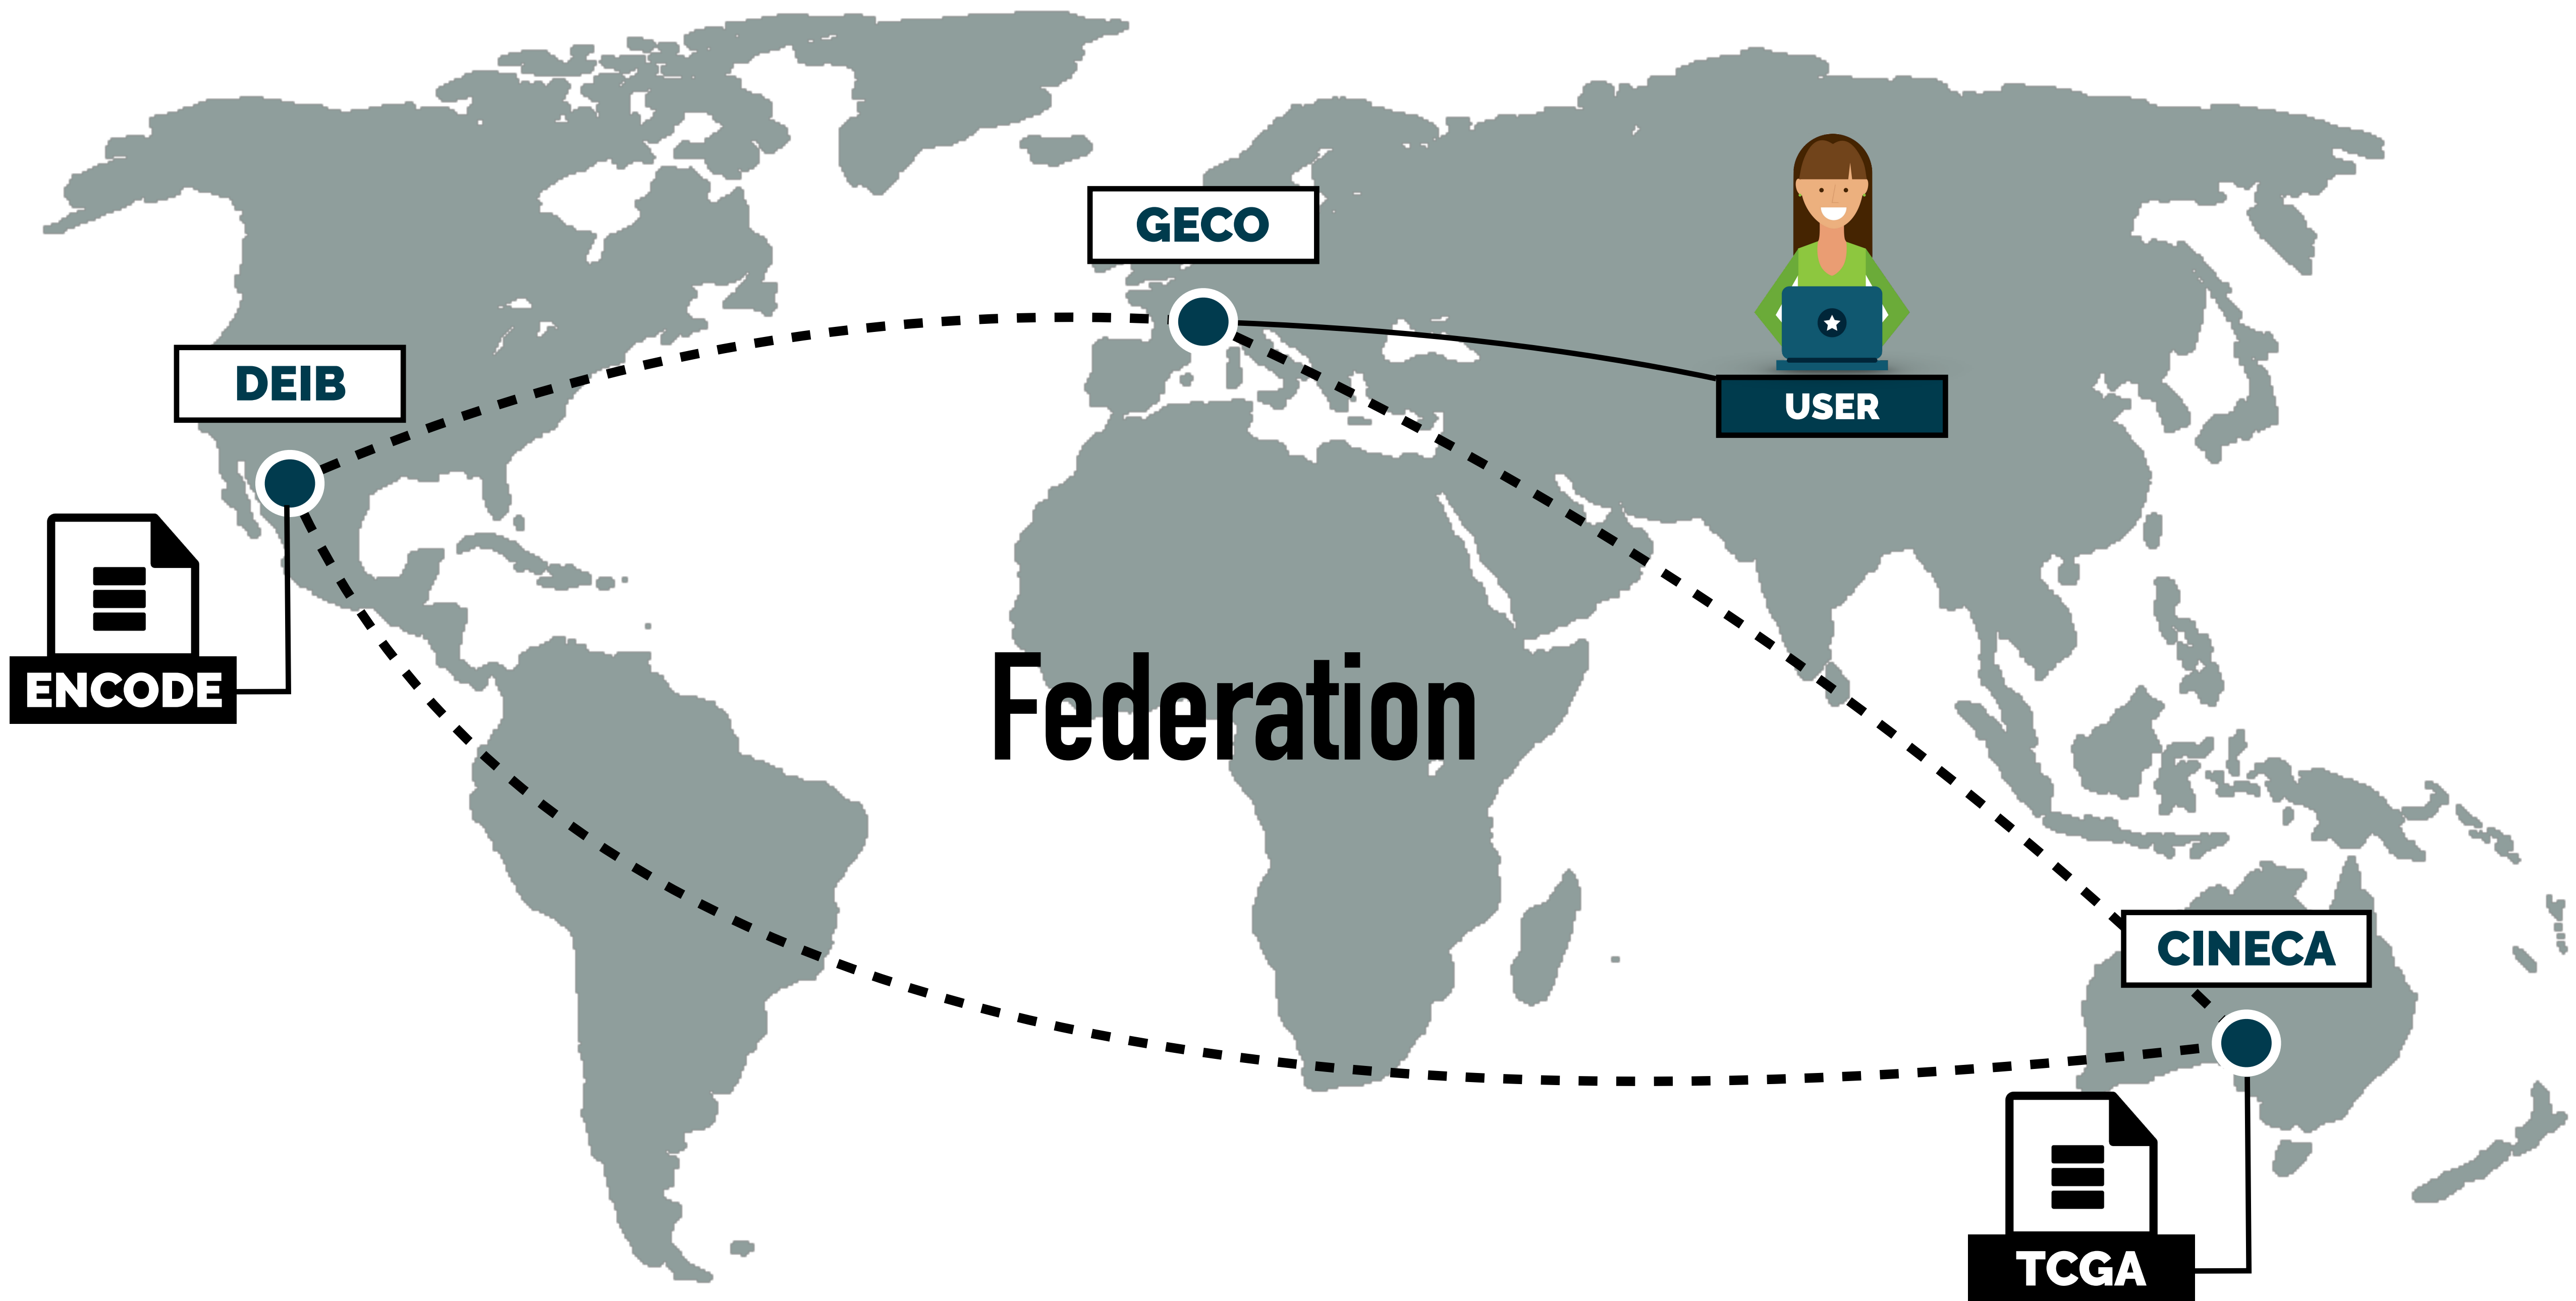 GECO
DEIB
USER
ENCODE
Federation
CINECA
TCGA